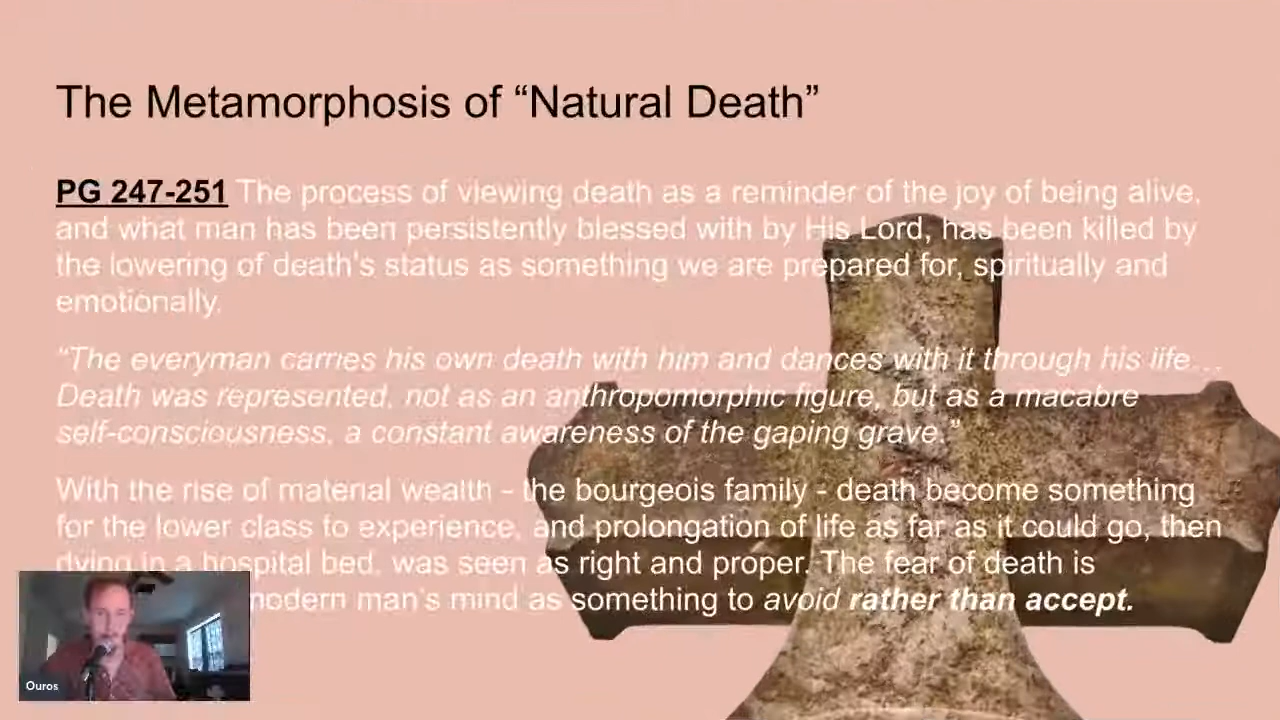 The Metamorphosis of “Natural Death”
PG 247-251 The process of viewing death as a reminder of the joy of being alive,
and what man has been persistently blessed with by His Lord, has been killed by
the lowering of death's status as something we are prepared for, spiritually and
emotionally.
“The everyman carries his own death with him and dances with it through his life…
Death was represented, not as an anthropomorphic figure, but as a macabre
self-consciousness, a constant awareness of the gaping grave.”
With the rise of material wealth - the bourgeois family - death become something
for the lower class to experience, and prolongation of life as far as it could go, then
dying in a hospital bed, was seen as right and proper. The fear of death is
modern man’s mind as something to avoid rather than accept.
Ouros